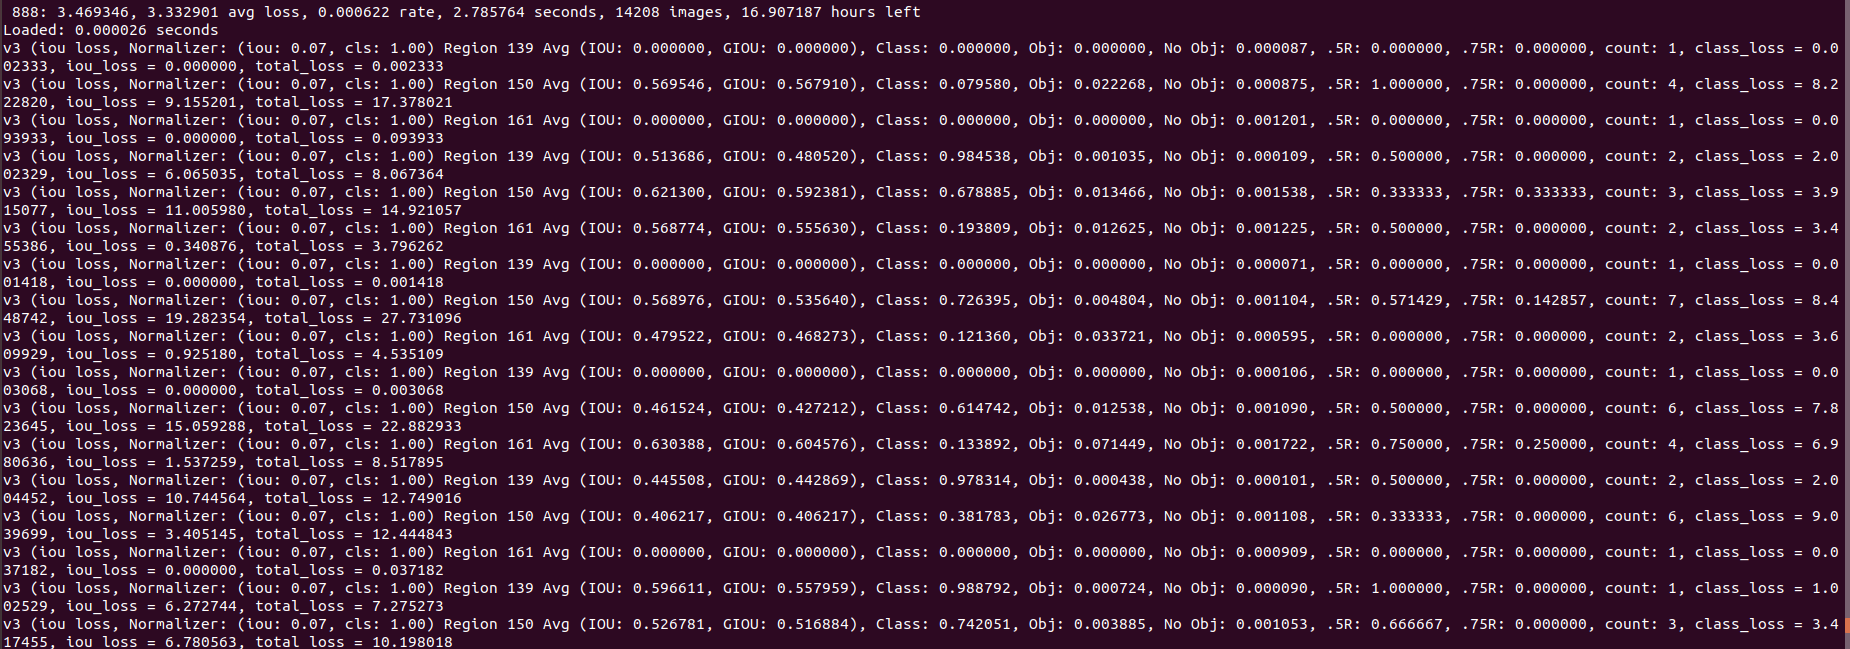 888: 3.469346, 3.332901 avg loss, 0.000622 rate, 2.785764 seconds, 14208 images, 16.907187 hours left
Loaded: 0.000026 seconds
v3 (iou loss, Normalizer: (iou: 0.07, cls: 1.00) Region 139 Avg (IOU: 0.000000, GIOU: 0.000000), Class: 0.000000, Obj: 0.000000, No Obj: 0.000087, .5R: 0.000000, .75R: 0.000000, count: 1, class_loss = 0.0
02333, iou_loss = 0.000000, total_loss = 0.002333
v3 (iou loss, Normalizer: (iou: 0.07, cls: 1.00) Region 150 Avg (IOU: 0.569546, GIOU: 0.567910), Class: 0.079580, Obj: 0.022268, No Obj: 0.000875, .5R: 1.000000, .75R: 0.000000, count: 4, class_loss = 8.2
22820, iou_loss = 9.155201, total_loss = 17.378021
v3 (iou loss, Normalizer: (iou: 0.07, cls: 1.00) Region 161 Avg (IOU: 0.000000, GIOU: 0.000000), Class: 0.000000, Obj: 0.000000, No Obj: 0.001201, .5R: 0.000000, .75R: 0.000000, count: 1, class_loss = 0.0
93933, iou_loss = 0.000000, total_loss = 0.093933
v3 (iou loss, Normalizer: (iou: 0.07, cls: 1.00) Region 139 Avg (IOU: 0.513686, GIOU: 0.480520), Class: 0.984538, Obj: 0.001035, No Obj: 0.000109, .5R: 0.500000, .75R: 0.000000, count: 2, class_loss = 2.0
02329, iou_loss = 6.065035, total_loss = 8.067364
v3 (iou loss, Normalizer: (iou: 0.07, cls: 1.00) Region 150 Avg (IOU: 0.621300, GIOU: 0.592381), Class: 0.678885, Obj: 0.013466, No Obj: 0.001538, .5R: 0.333333, .75R: 0.333333, count: 3, class_loss = 3.9
15077, iou_loss = 11.005980, total_loss = 14.921057
v3 (iou loss, Normalizer: (iou: 0.07, cls: 1.00) Region 161 Avg (IOU: 0.568774, GIOU: 0.555630), Class: 0.193809, Obj: 0.012625, No Obj: 0.001225, .5R: 0.500000, .75R: 0.000000, count: 2, class_loss = 3.4
55386, iou_loss = 0.340876, total_loss = 3.796262
v3 (iou loss, Normalizer: (iou: 0.07, cls: 1.00) Region 139 Avg (IOU: 0.000000, GIOU: 0.000000), Class: 0.000000, Obj: 0.000000, No Obj: 0.000071, .5R: 0.000000, .75R: 0.000000, count: 1, class_loss = 0.0
01418, iou_loss = 0.000000, total_loss = 0.001418
v3 (iou loss, Normalizer: (iou: 0.07, cls: 1.00) Region 150 Avg (IOU: 0.568976, GIOU: 0.535640), Class: 0.726395, Obj: 0.004804, No Obj: 0.001104, .5R: 0.571429, .75R: 0.142857, count: 7, class_loss = 8.4
48742, iou_loss = 19.282354, total_loss = 27.731096
v3 (iou loss, Normalizer: (iou: 0.07, cls: 1.00) Region 161 Avg (IOU: 0.479522, GIOU: 0.468273), Class: 0.121360, Obj: 0.033721, No Obj: 0.000595, .5R: 0.000000, .75R: 0.000000, count: 2, class_loss = 3.6
09929, iou_loss = 0.925180, total_loss = 4.535109
v3 (iou loss, Normalizer: (iou: 0.07, cls: 1.00) Region 139 Avg (IOU: 0.000000, GIOU: 0.000000), Class: 0.000000, Obj: 0.000000, No Obj: 0.000106, .5R: 0.000000, .75R: 0.000000, count: 1, class_loss = 0.0
03068, iou_loss = 0.000000, total_loss = 0.003068
v3 (iou loss, Normalizer: (iou: 0.07, cls: 1.00) Region 150 Avg (IOU: 0.461524, GIOU: 0.427212), Class: 0.614742, Obj: 0.012538, No Obj: 0.001090, .5R: 0.500000, .75R: 0.000000, count: 6, class_loss = 7.8
23645, iou_loss = 15.059288, total_loss = 22.882933
v3 (iou loss, Normalizer: (iou: 0.07, cls: 1.00) Region 161 Avg (IOU: 0.630388, GIOU: 0.604576), Class: 0.133892, Obj: 0.071449, No Obj: 0.001722, .5R: 0.750000, .75R: 0.250000, count: 4, class_loss = 6.9
80636, iou_loss = 1.537259, total_loss = 8.517895
v3 (iou loss, Normalizer: (iou: 0.07, cls: 1.00) Region 139 Avg (IOU: 0.445508, GIOU: 0.442869), Class: 0.978314, Obj: 0.000438, No Obj: 0.000101, .5R: 0.500000, .75R: 0.000000, count: 2, class_loss = 2.0
04452, iou_loss = 10.744564, total_loss = 12.749016
v3 (iou loss, Normalizer: (iou: 0.07, cls: 1.00) Region 150 Avg (IOU: 0.406217, GIOU: 0.406217), Class: 0.381783, Obj: 0.026773, No Obj: 0.001108, .5R: 0.333333, .75R: 0.000000, count: 6, class_loss = 9.0
39699, iou_loss = 3.405145, total_loss = 12.444843
v3 (iou loss, Normalizer: (iou: 0.07, cls: 1.00) Region 161 Avg (IOU: 0.000000, GIOU: 0.000000), Class: 0.000000, Obj: 0.000000, No Obj: 0.000909, .5R: 0.000000, .75R: 0.000000, count: 1, class_loss = 0.0
37182, iou_loss = 0.000000, total_loss = 0.037182
v3 (iou loss, Normalizer: (iou: 0.07, cls: 1.00) Region 139 Avg (IOU: 0.596611, GIOU: 0.557959), Class: 0.988792, Obj: 0.000724, No Obj: 0.000090, .5R: 1.000000, .75R: 0.000000, count: 1, class_loss = 1.0
02529, iou_loss = 6.272744, total_loss = 7.275273
v3 (iou loss, Normalizer: (iou: 0.07, cls: 1.00) Region 150 Avg (IOU: 0.526781, GIOU: 0.516884), Class: 0.742051, Obj: 0.003885, No Obj: 0.001053, .5R: 0.666667, .75R: 0.000000, count: 3, class_loss = 3.4
17455, iou_loss = 6.780563, total_loss = 10.198018